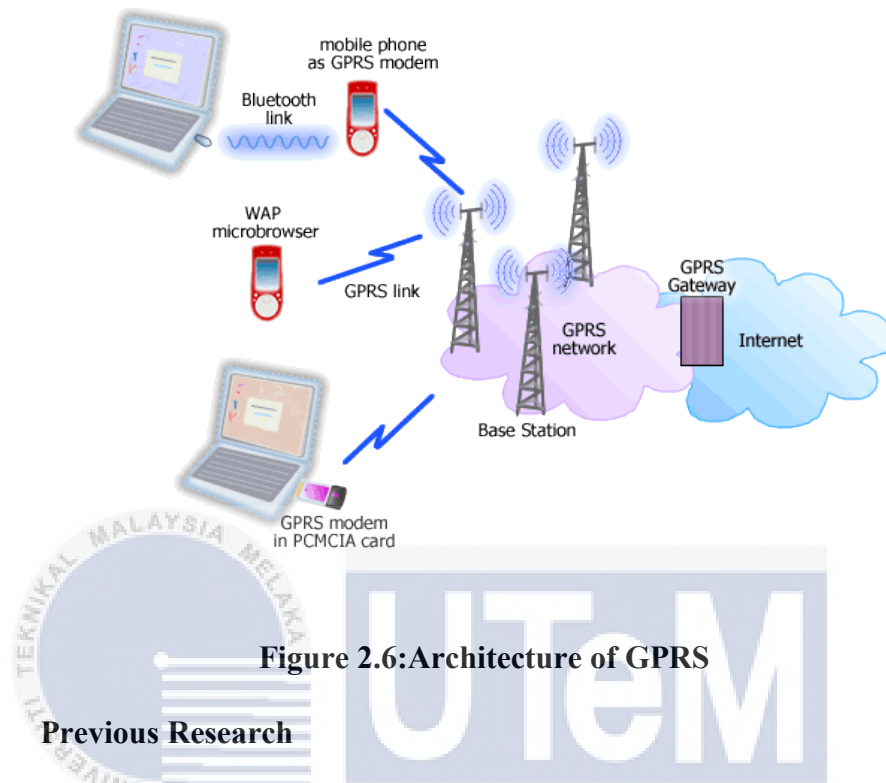 mobile phone
as GPRS modem
Bluetooth
link
WAP
microbrowser
GPRS link
GPRS
Gateway
GPRS
network
Internet
Base Station
GPRS modem
in PCMCIA card
UNIVERSITI TEKNIKAL MALAYSIA MELAKA
UTeM
Figure 2.6:Architecture of GPRS
Previous Research